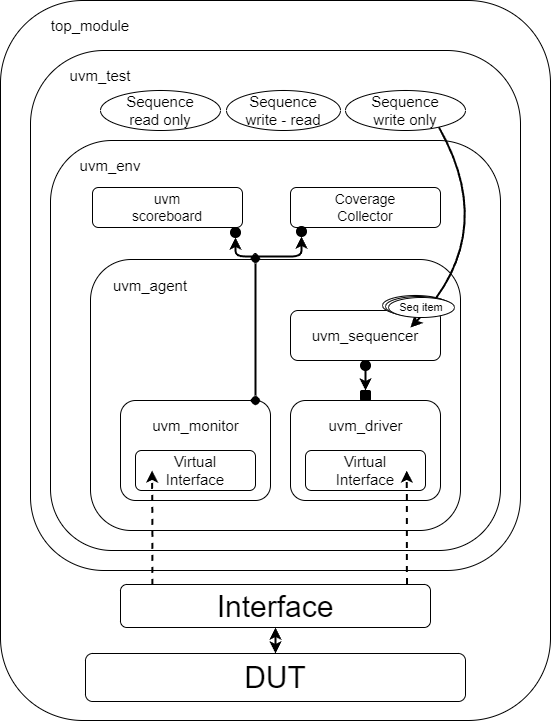 top_module
uvm_test
Sequence
read only
Sequence
write - read
Sequence
write only
uvm_env
uvm
scoreboard
Coverage
Collector
uvm_agent
Seq item
uvm_sequencer
uvm_monitor
Virtual
Interface
uvm_driver
Virtual
Interface
Interface
DUT